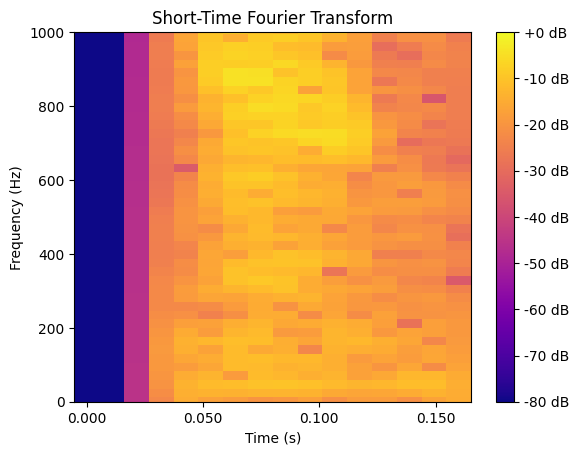 Short-Time Fourier Transform
1000
800
600
400
200
0
Frequency (Hz)
0.000
0.050
0.100
0.150
Time (s)
+0 dB
-10 dB
-20 dB
-30 dB
-40 dB
-50 dB
-60 dB
-70 dB
-80 dB